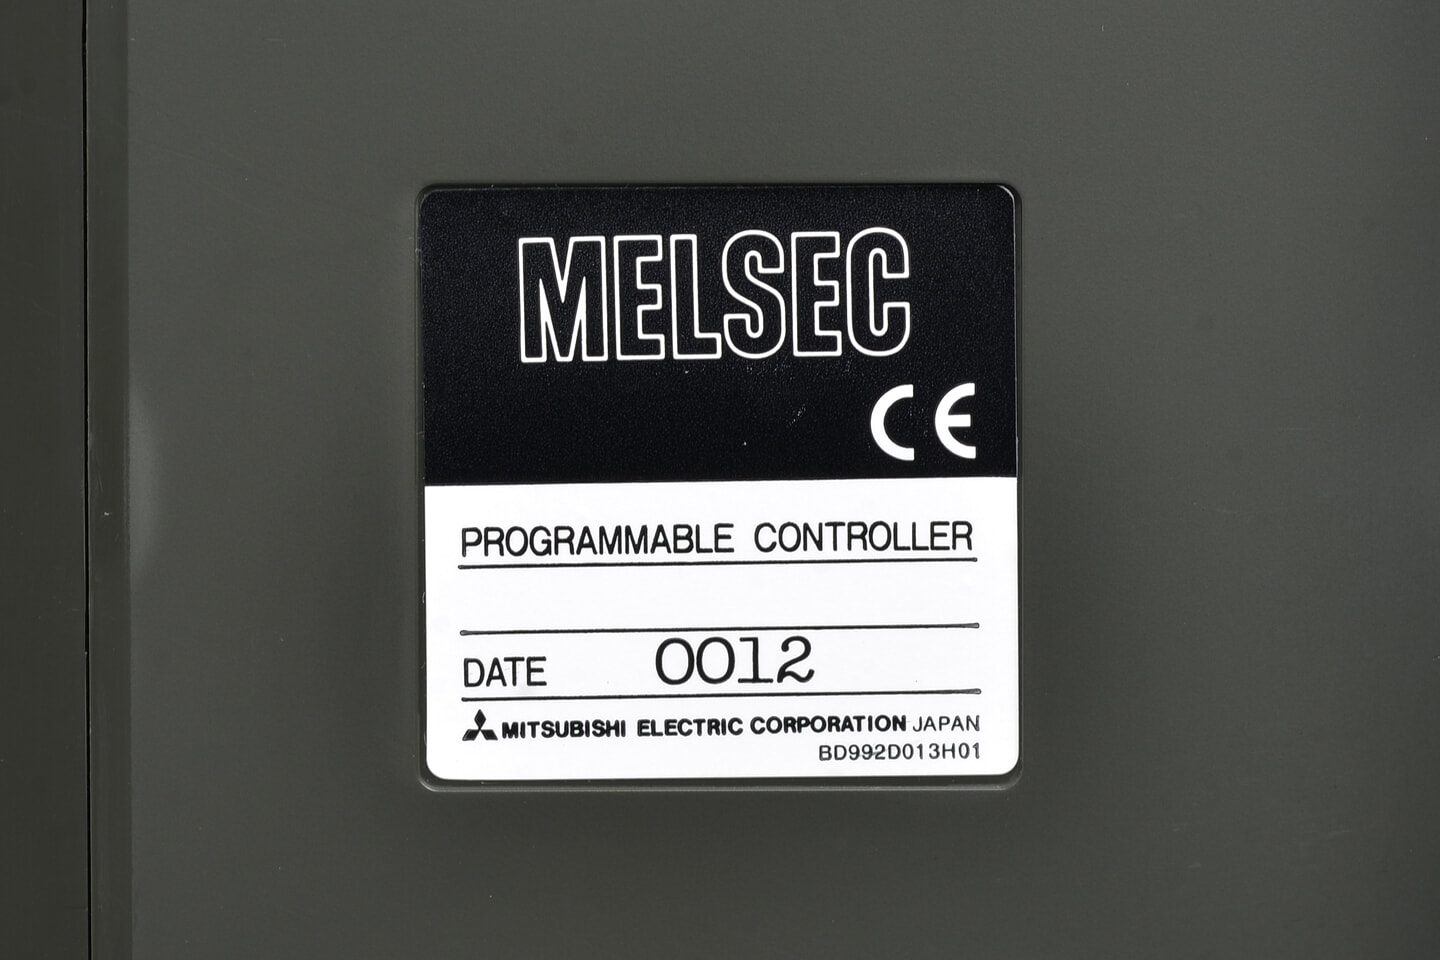 MELSEC
CE
PROGRAMMABLE CONTROLLER
DATE 0012
MITSUBISHI ELECTRIC CORPORATION JAPAN
BD992D013H01